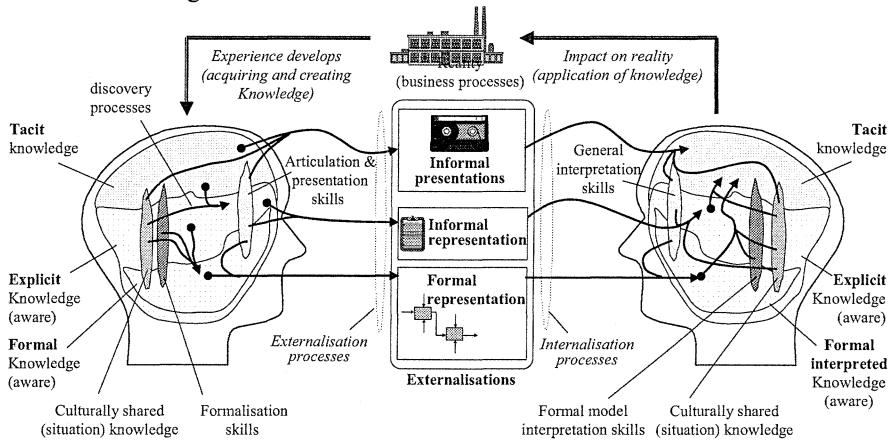 Experience develops
(acquiring and creating
Knowledge)
Reality
(business processes)
Impact on reality
(application of knowledge)
discovery
processes
Tacit
knowledge
Articulation &
presentation
skills
Informal
presentations
General
interpretation
skills
Tacit
knowledge
Informal
representation
Explicit
Knowledge
(aware)
Formal
representation
Explicit
Knowledge
(aware)
Formal
Knowledge
(aware)
Externalisation
processes
Internalisation
processes
Formal
interpreted
Knowledge
(aware)
Externalisations
Culturally shared
(situation) knowledge
Formalisation
skills
Formal model
interpretation skills
Culturally shared
(situation) knowledge